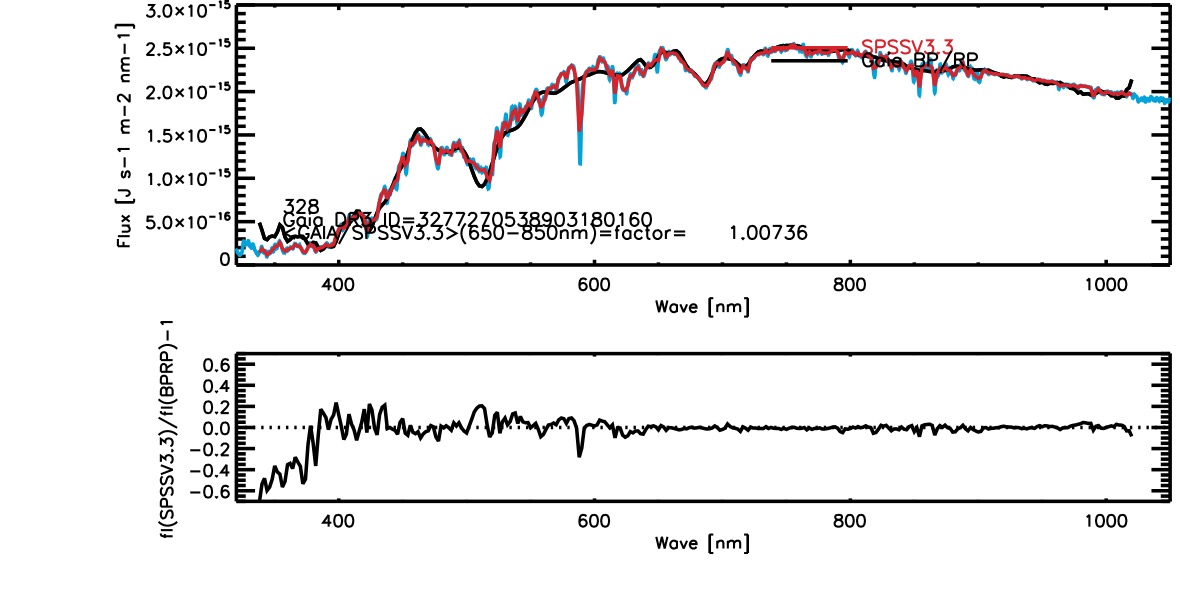 3.0×10−15
2.5×10−15
2.0×10−15
1.5×10−15
1.0×10−15
5.0×10−16
0
Flux [J s−1 m−2 nm−1]
SPSSV3.3
Gaia BP/RP
328
Gaia DR3 ID=3277270538903180160
<GAIA/SPSSV3.3>(650−850nm)=factor= 1.00736
400 600 800 1000
Wave [nm]
fl(SPSSV3.3)/fl(BPRP)−1
0.6
0.4
0.2
0.0
−0.2
−0.4
−0.6
400 600 800 1000
Wave [nm]